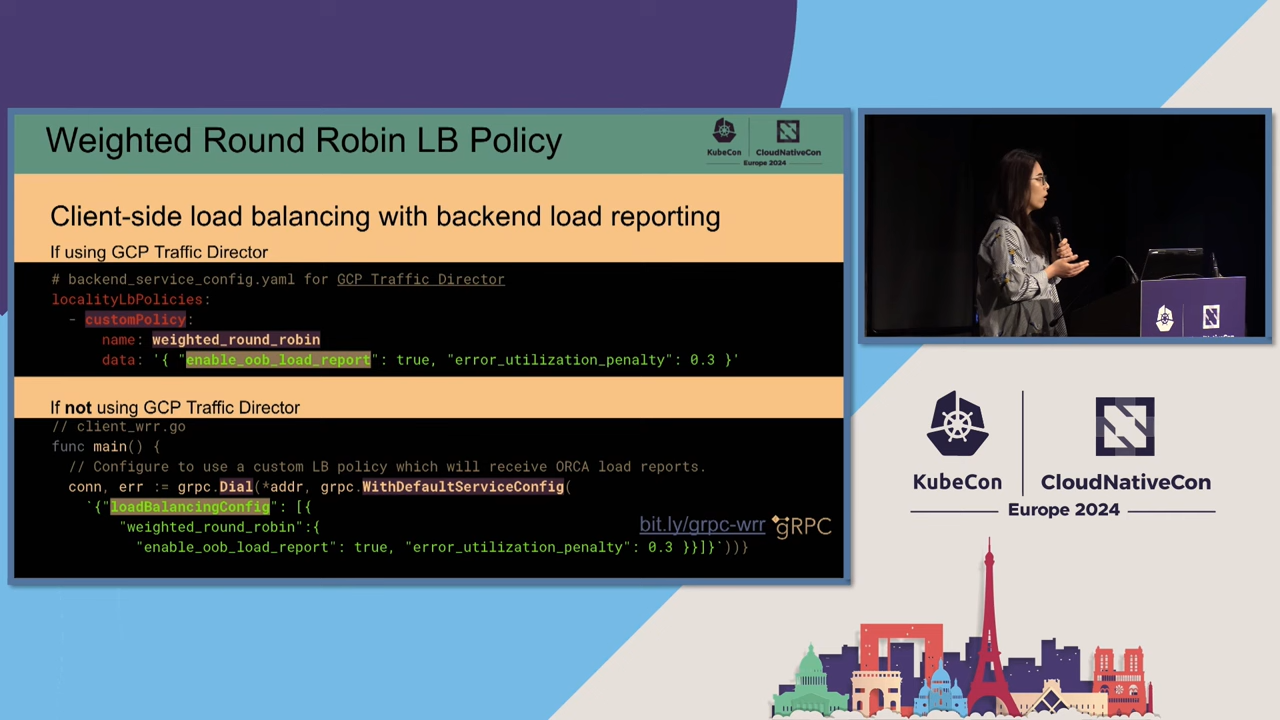 Weighted Round Robin LB Policy
KubeCon
CloudNativeCon
Europe 2024
Client-side load balancing with backend load reporting
If using GCP Traffic Director
# backend_service_config.yaml for GCP Traffic Director
localityLbPolicies:
- customPolicy:
name: weighted_round_robin
data: '{ "enable_oob_load_report": true, "error_utilization_penalty": 0.3 }'
If not using GCP Traffic Director
// client_wrr.go
func main() {
// Configure to use a custom LB policy which will receive ORCA load reports.
conn, err := grpc.Dial(*addr, grpc.WithDefaultServiceConfig(
`{"loadBalancingConfig": [{
"weighted_round_robin":{
"enable_oob_load_report": true, "error_utilization_penalty": 0.3 }}]}`))}
bit.ly/grpc-wrr
gRPC
KubeCon
CloudNativeCon
Europe 2024